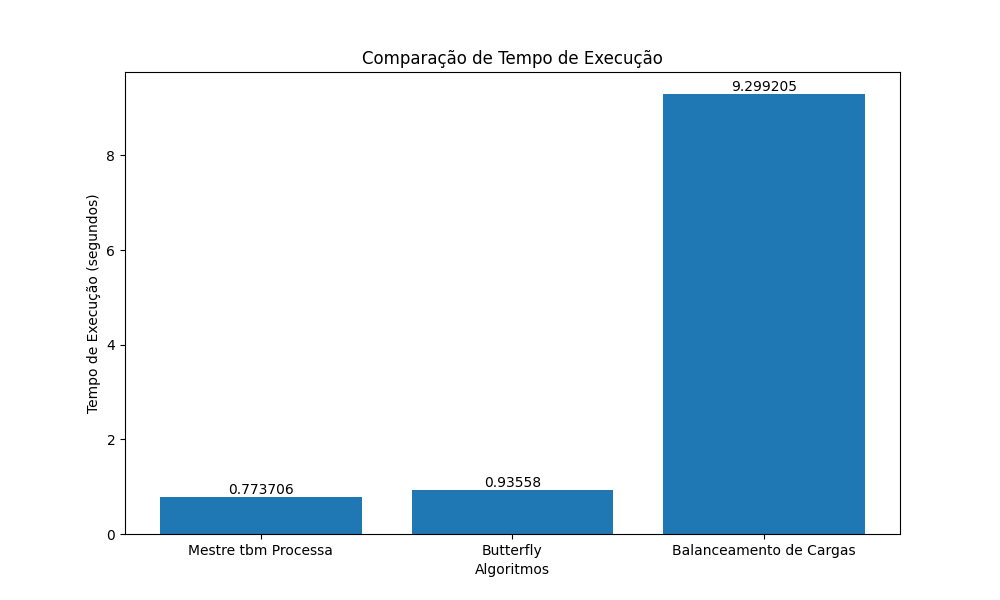 Comparação de Tempo de Execução
9.299205
8
6
4
2
0
Tempo de Execução (segundos)
0.773706
0.93558
Mestre tbm Processa
Butterfly
Balanceamento de Cargas
Algoritmos